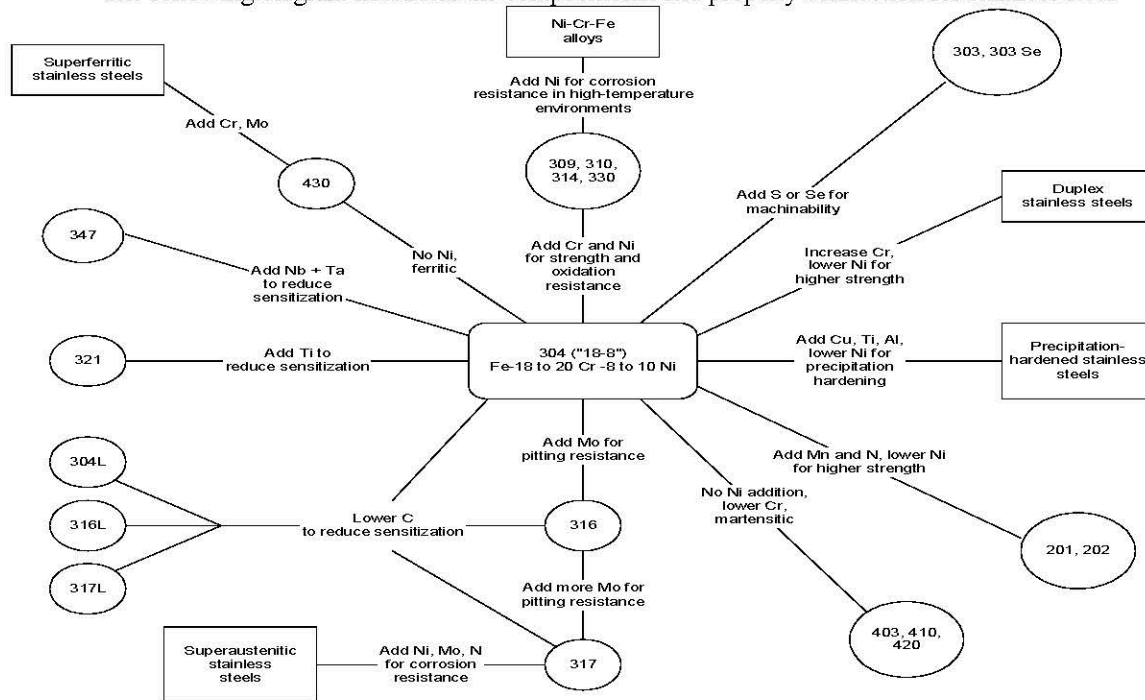 Ni-Cr-Fe
alloys
303, 303 Se
Superferritic
stainless steels
Add Ni for corrosion
resistance in high-temperature
environments
Add Cr, Mo
309, 310,
314, 330
430
Add S or Se for
machinability
Duplex
stainless steels
347
No Ni,
ferritic
Add Cr and Ni
for strength and
oxidation
resistance
Increase Cr,
lower Ni for
higher strength
Add Nb + Ta
to reduce
sensitization
321
Add Ti to
reduce sensitization
304 ("18-8")
Fe-18 to 20 Cr -8 to 10 Ni
Add Cu, Ti, Al,
lower Ni for
precipitation
hardening
Precipitation-
hardened stainless
steels
Add Mo for
pitting resistance
Add Mn and N, lower Ni
for higher strength
304L
No Ni addition,
lower Cr,
martensitic
316L
Lower C
to reduce sensitization
316
201, 202
317L
Add more Mo for
pitting resistance
403, 410,
420
Superaustenitic
stainless
steels
Add Ni, Mo, N
for corrosion
resistance
317